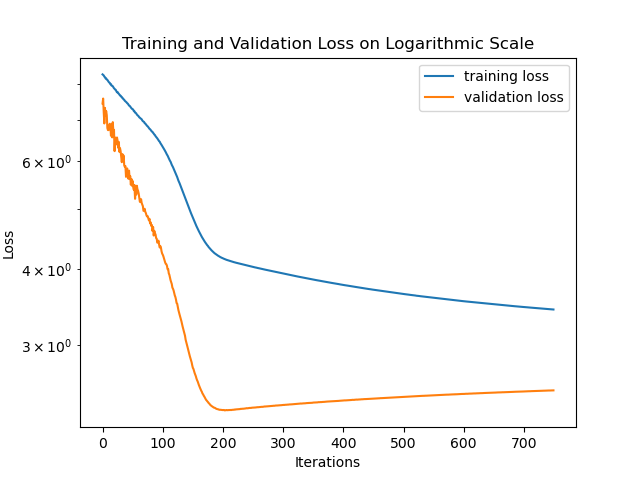 Training and Validation Loss on Logarithmic Scale
training loss
validation loss
6 × 10⁰
4 × 10⁰
3 × 10⁰
Loss
0 100 200 300 400 500 600 700
Iterations